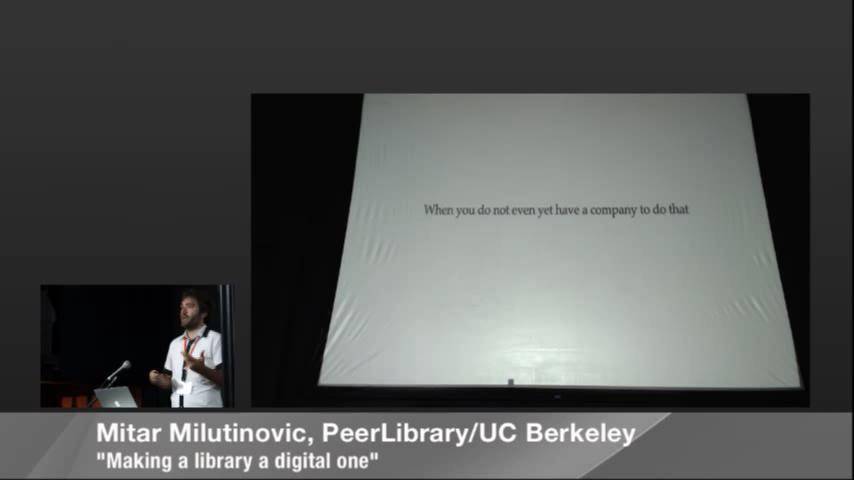 When you do not even yet have a company to do that
Mitar Milutinovic, PeerLibrary/UC Berkeley
"Making a library a digital one"